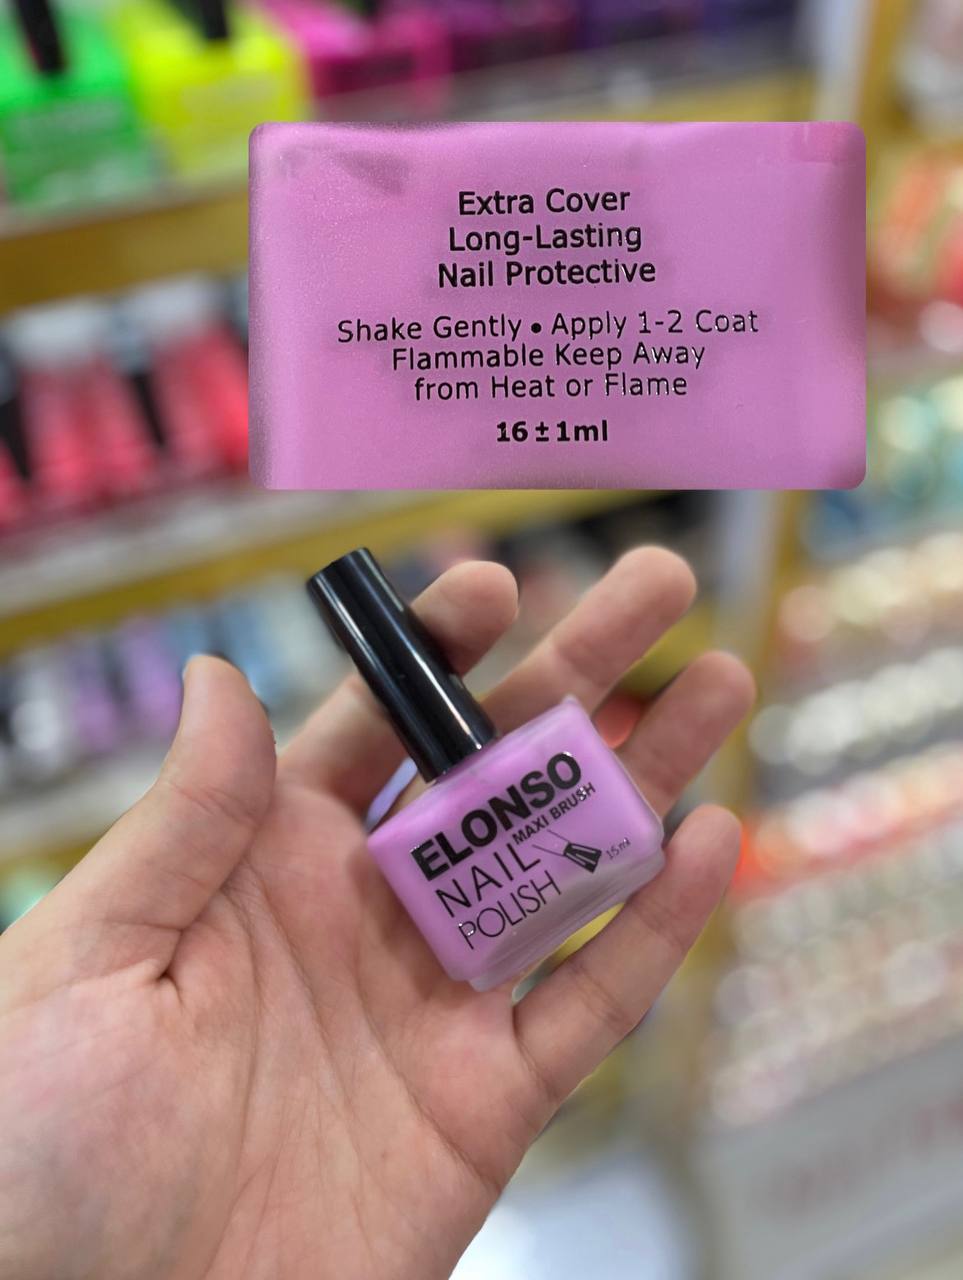 Extra Cover
Long-Lasting
Nail Protective
Shake Gently • Apply 1-2 Coat
Flammable Keep Away
from Heat or Flame
16 ± 1ml
ELONSO
MAXI BRUSH
NAIL
POLISH
15ml